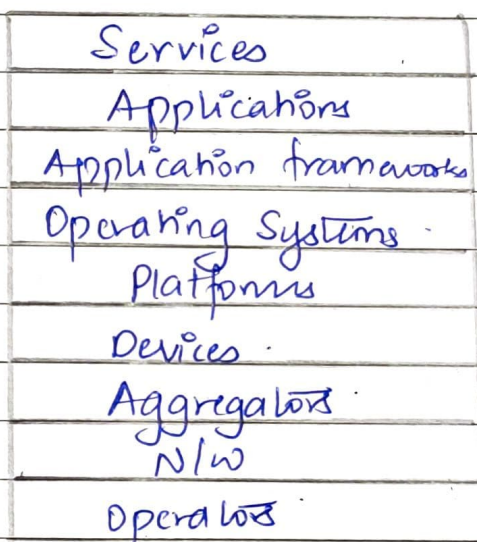 Services
Applications
Application frameworks
Operating Systems
Platforms
Devices
Aggregators
N/W
Operators